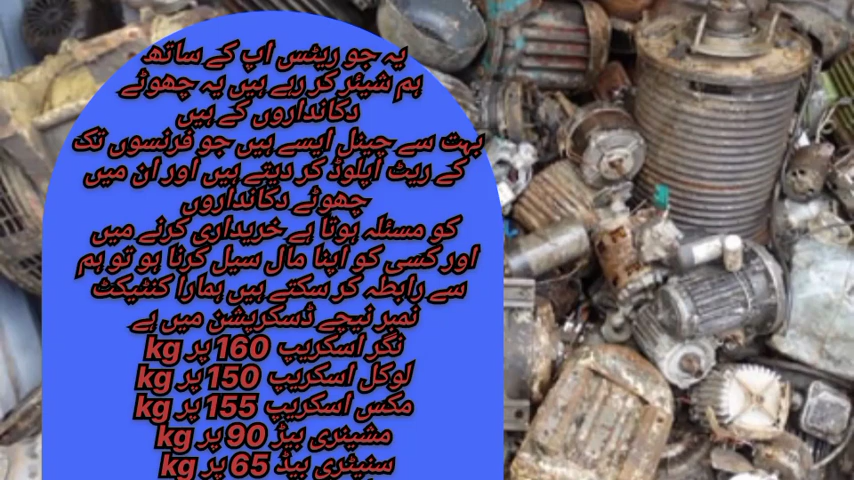 یہ جو ریٹس اپ کے ساتھ
ہم شیئر کر رہے ہیں یہ چھوٹے
دکانداروں کے ہیں
بہت سے چینل ایسے ہیں جو فرنسوں تک
کے ریٹ اپلوڈ کر دیتے ہیں اور ان میں
چھوٹے دکانداروں
کو مسئلہ ہوتا ہے خریداری کرنے میں
اور کسی کو اپنا مال سیل کرنا ہو تو ہم
سے رابطہ کر سکتے ہیں ہمارا کنٹیکٹ
نمبر نیچے ڈسکرپشن میں ہے
نگر اسکریپ 160 پر kg
لوکل اسکریپ 150 پر kg
مکس اسکریپ 155 پر kg
مشینری بیڑ 90 پر kg
سنیٹری بیڈ 65 پر kg